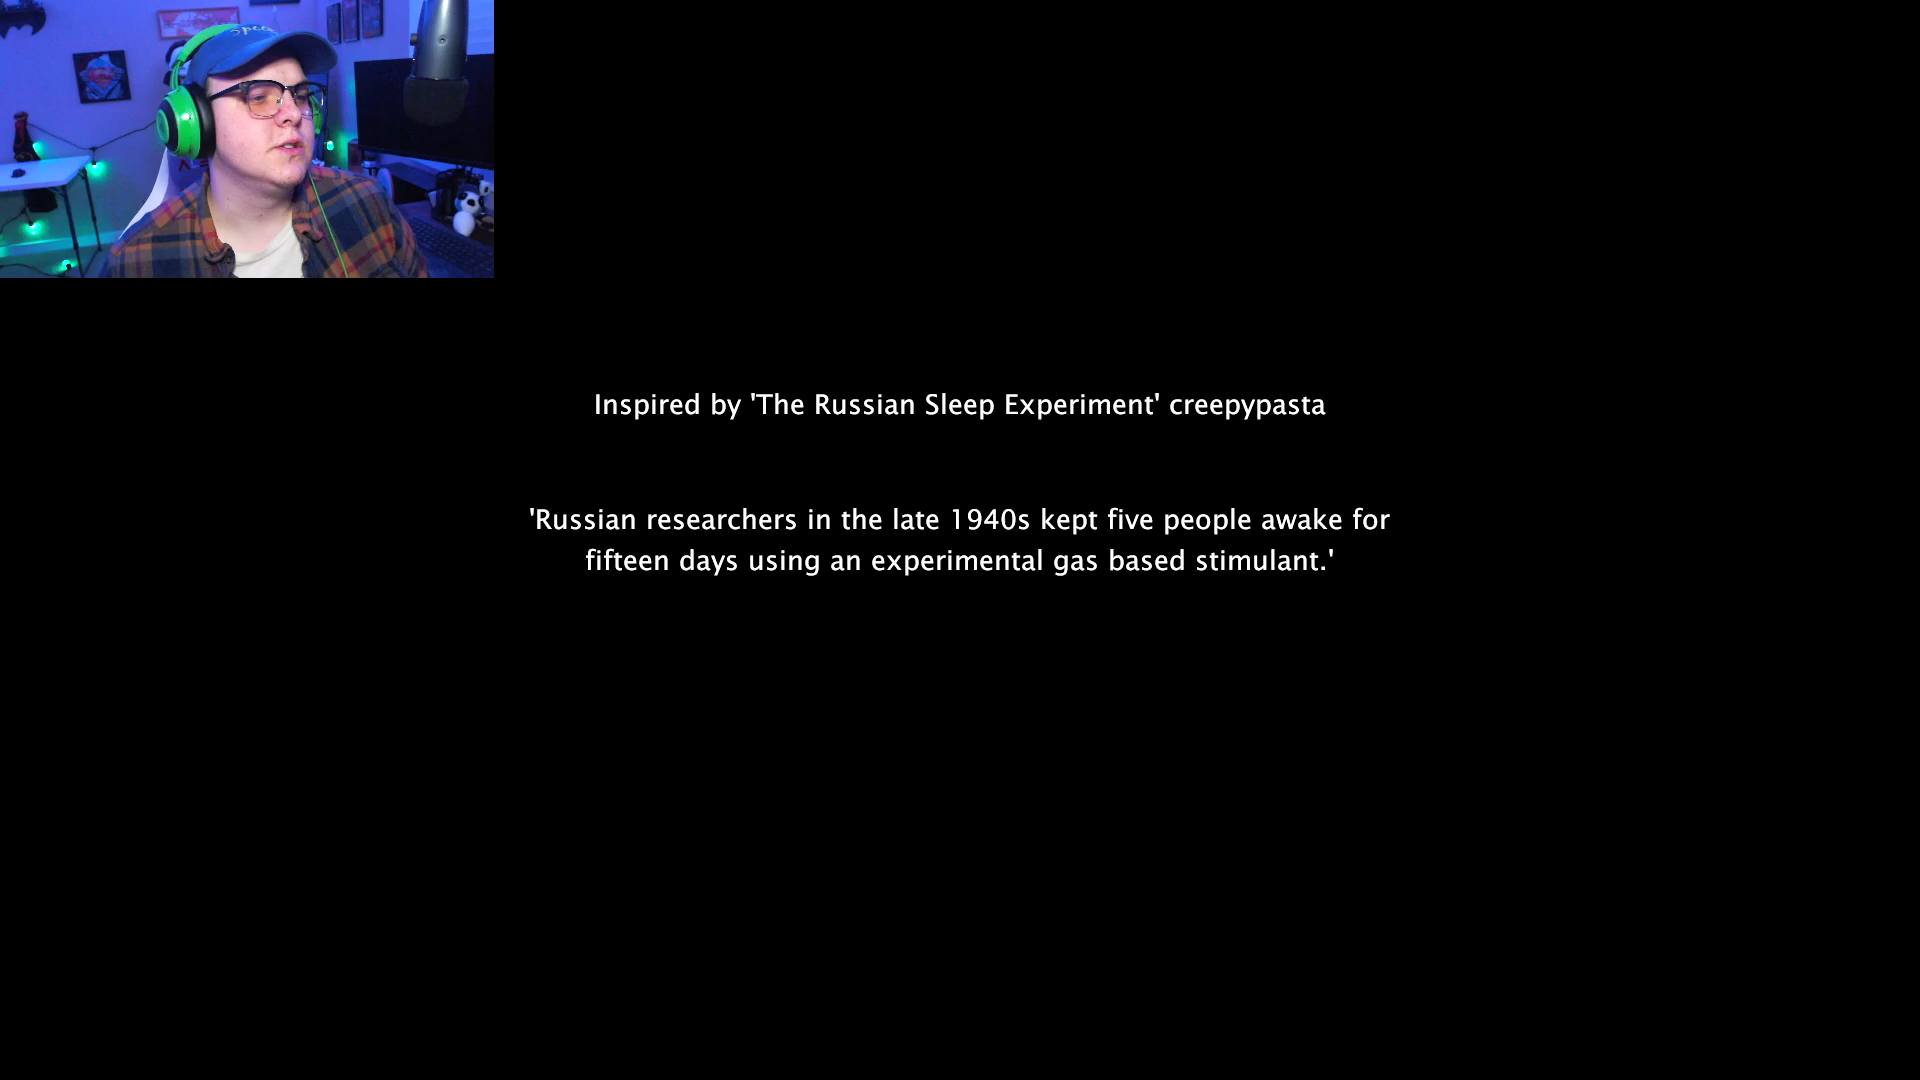 Inspired by 'The Russian Sleep Experiment' creepypasta
'Russian researchers in the late 1940s kept five people awake for
fifteen days using an experimental gas based stimulant.'